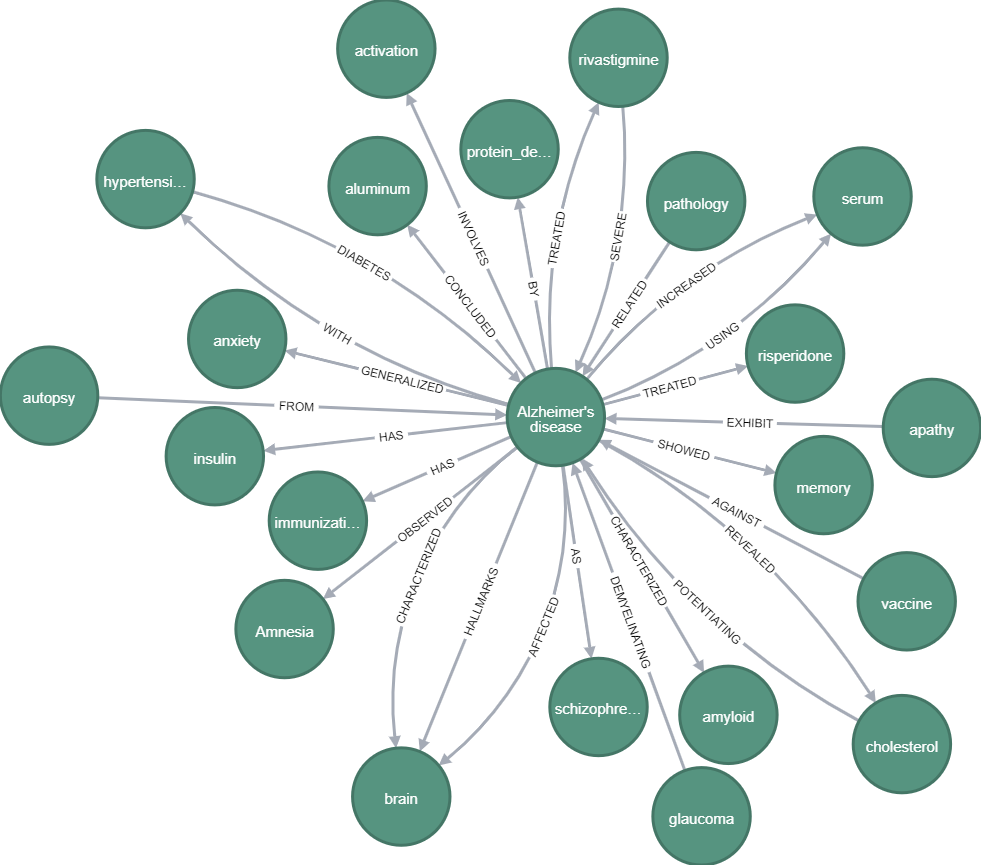 activation
rivastigmine
protein_de...
hypertensi...
aluminum
pathology
serum
INVOLVES
TREATED
SEVERE
DIABETES
CONCLUDED
BY
RELATED
INCREASED
WITH
USING
anxiety
risperidone
GENERALIZED
TREATED
autopsy
FROM
Alzheimer's
disease
EXHIBIT
apathy
insulin
HAS
SHOWED
memory
HAS
immunizati...
OBSERVED
AGAINST
CHARACTERIZED
REVEALED
CHARACTERIZED
AS
HALLMARKS
AFFECTED
DEMYELINATING
POTENTIATING
vaccine
Amnesia
schizophre...
amyloid
cholesterol
brain
glaucoma